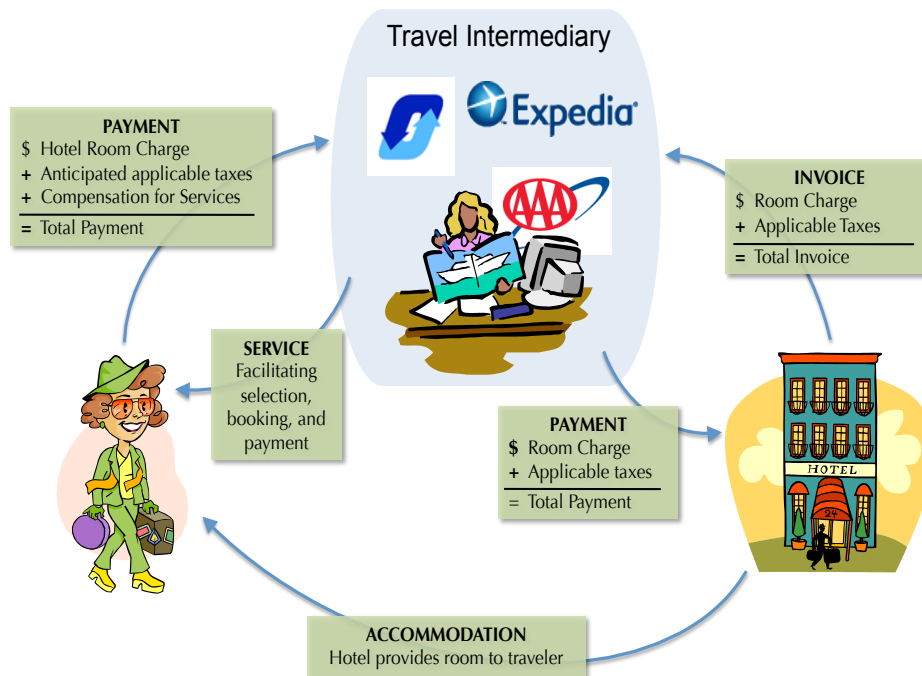 Travel Intermediary
Expedia
AAA
PAYMENT
$ Hotel Room Charge
+ Anticipated applicable taxes
+ Compensation for Services
= Total Payment
INVOICE
$ Room Charge
+ Applicable Taxes
= Total Invoice
SERVICE
Facilitating
selection,
booking, and
payment
PAYMENT
$ Room Charge
+ Applicable taxes
= Total Payment
HOTEL
24
ACCOMMODATION
Hotel provides room to traveler